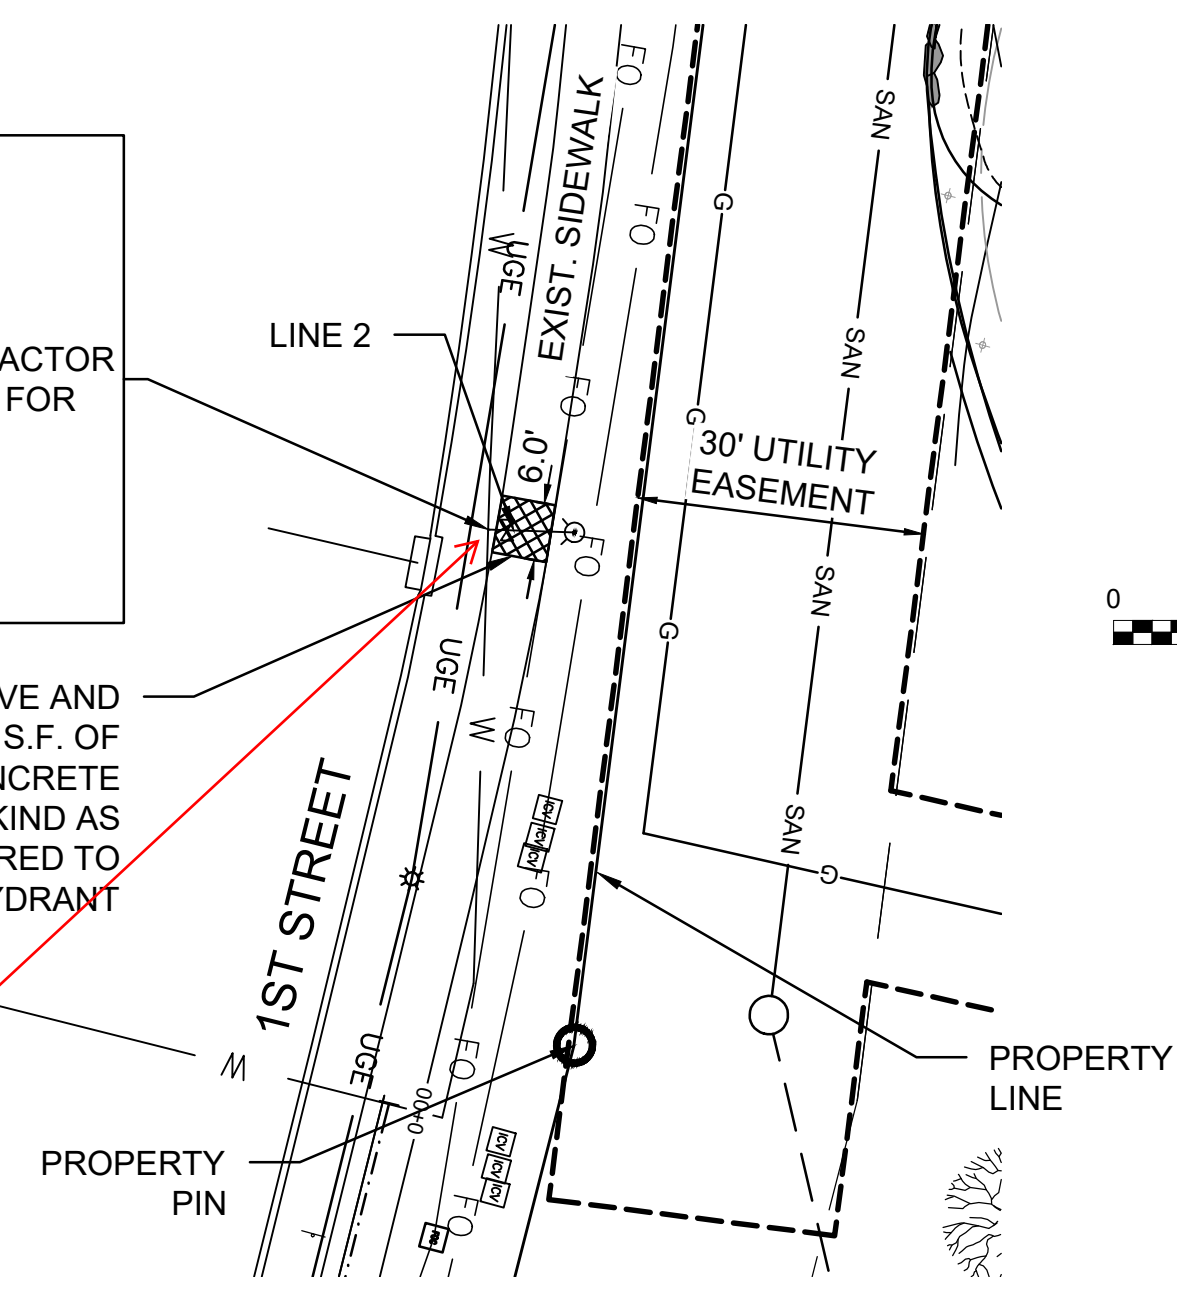 FO
SAN
EXIST. SIDEWALK
G
FO
W
UGE
LINE 2
SAN
ACTOR
FOR
FO
G
6.0'
30' UTILITY
EASEMENT
FO
SAN
0
G
UGE
VE AND
S.F. OF
NCRETE
KIND AS
RED TO
YDRANT
W
FO
1ST STREET
ICV
ICV
ICV
SAN
FO
G
W
UGE
FO
0+00
PROPERTY
LINE
PROPERTY
PIN
ICV
ICV
ICV
FO